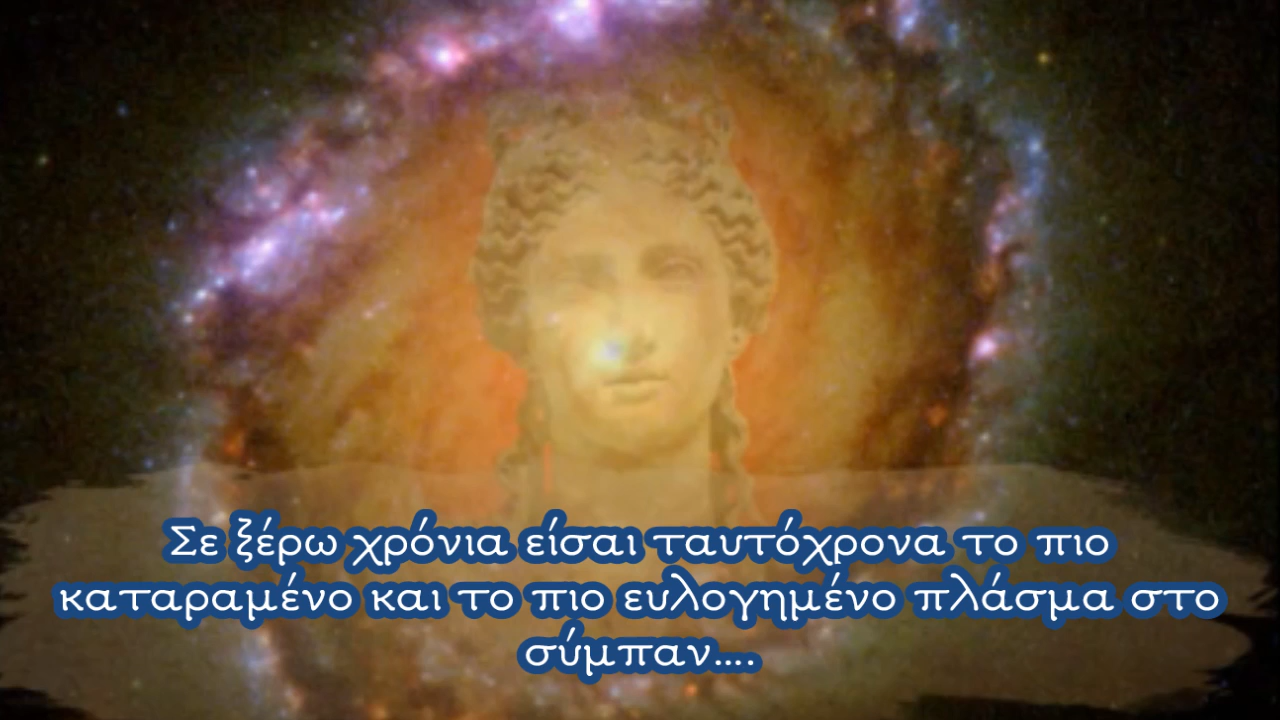 Σε ξέρω χρόνια είσαι ταυτόχρονα το πιο
καταραμένο και το πιο ευλογημένο πλάσμα στο
σύμπαν....